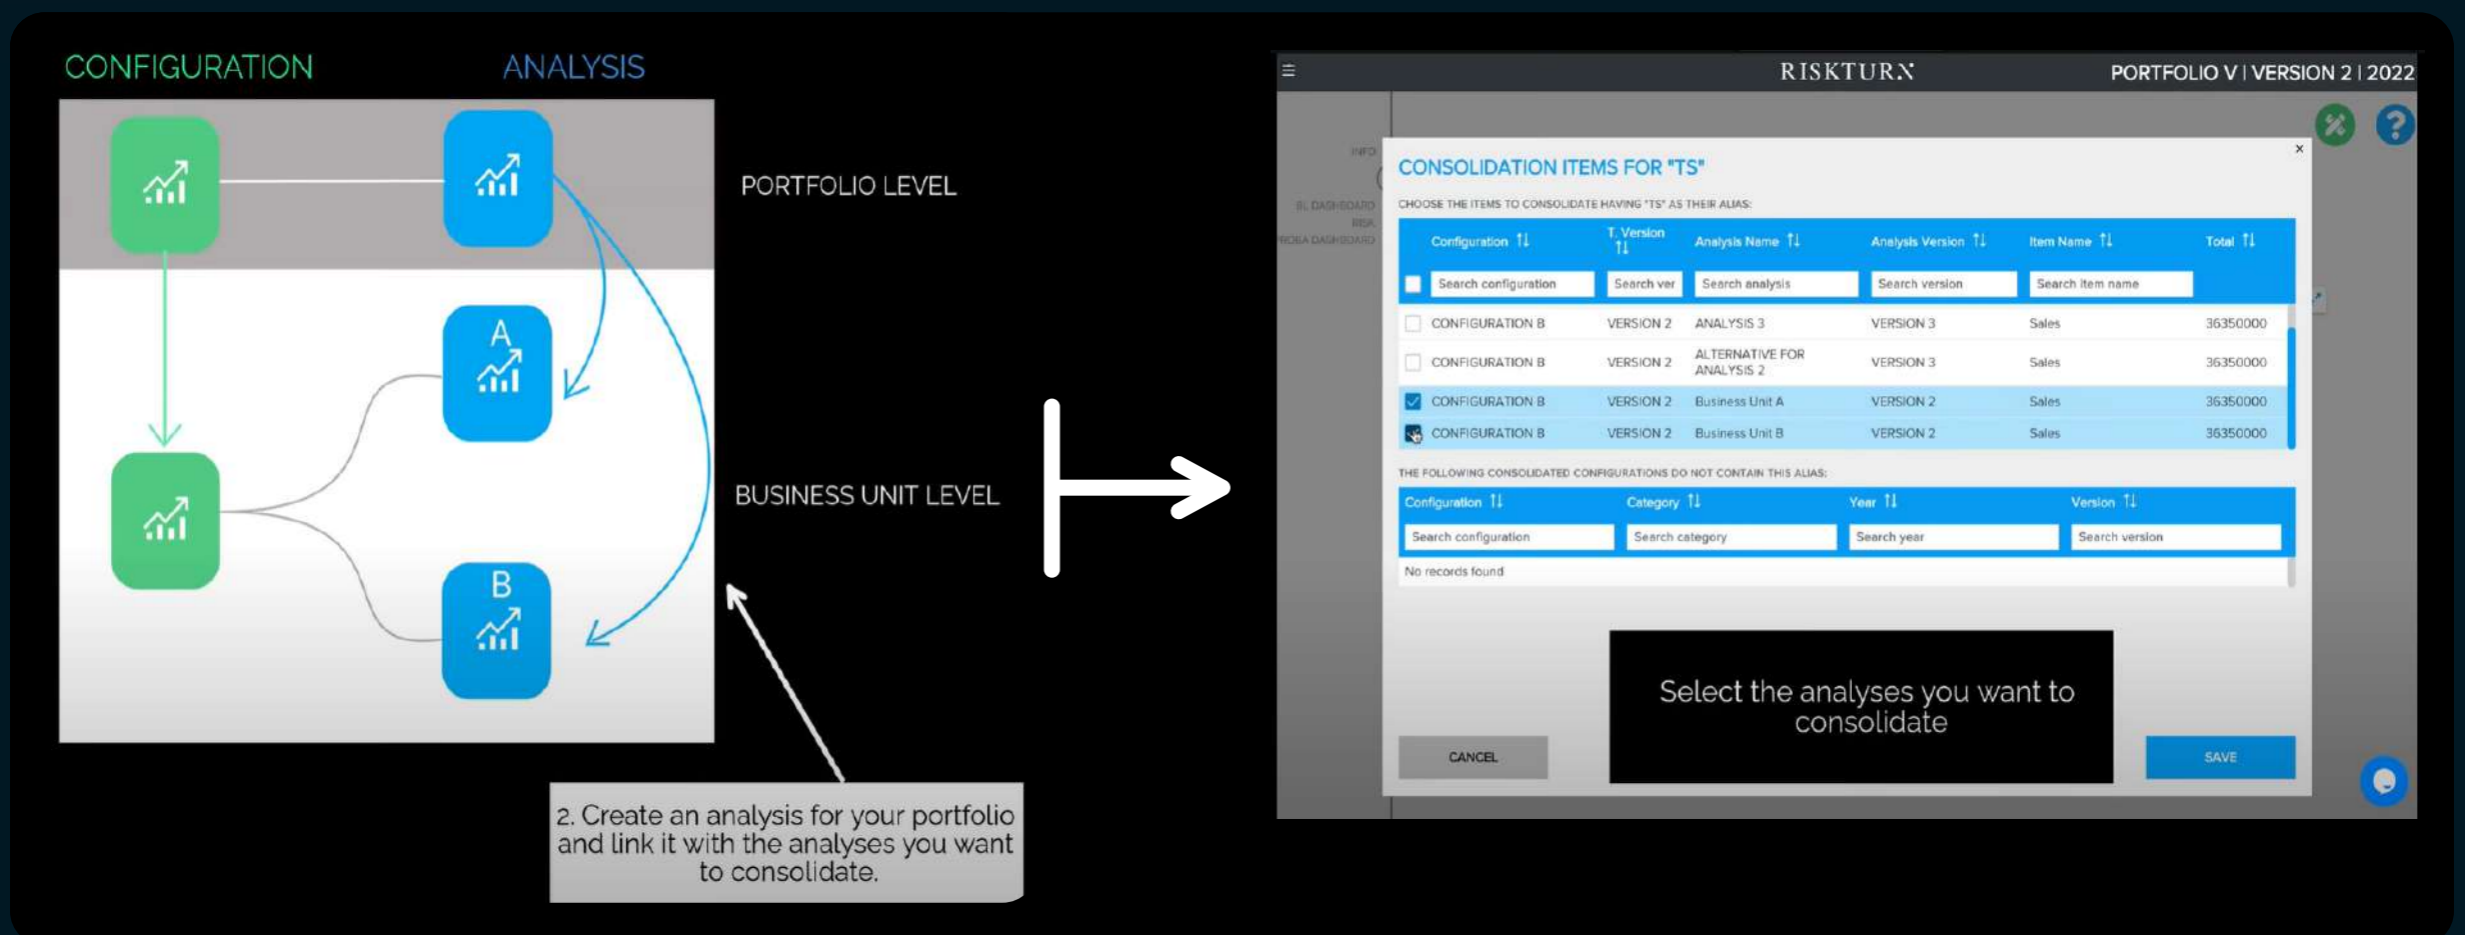 CONFIGURATION
ANALYSIS
PORTFOLIO LEVEL
A
BUSINESS UNIT LEVEL
B
2. Create an analysis for your portfolio
and link it with the analyses you want
to consolidate.
RISKTURN
PORTFOLIO V | VERSION 2 | 2022
?
INFO
BL DASHBOARD
RISK
DASHBOARD
×
CONSOLIDATION ITEMS FOR "TS"
CHOOSE THE ITEMS TO CONSOLIDATE HAVING "TS" AS THEIR ALIAS:
Configuration T. Version Analysis Name Analysis Version Item Name Total
Search configuration Search ver Search analysis Search version Search item name
CONFIGURATION B VERSION 2 ANALYSIS 3 VERSION 3 Sales 36350000
CONFIGURATION B VERSION 2 ALTERNATIVE FOR ANALYSIS 2 VERSION 3 Sales 36350000
CONFIGURATION B VERSION 2 Business Unit A VERSION 2 Sales 36350000
CONFIGURATION B VERSION 2 Business Unit B VERSION 2 Sales 36350000
THE FOLLOWING CONSOLIDATED CONFIGURATIONS DO NOT CONTAIN THIS ALIAS:
Configuration Category Year Version
Search configuration Search category Search year Search version
No records found
Select the analyses you want to
consolidate
CANCEL
SAVE